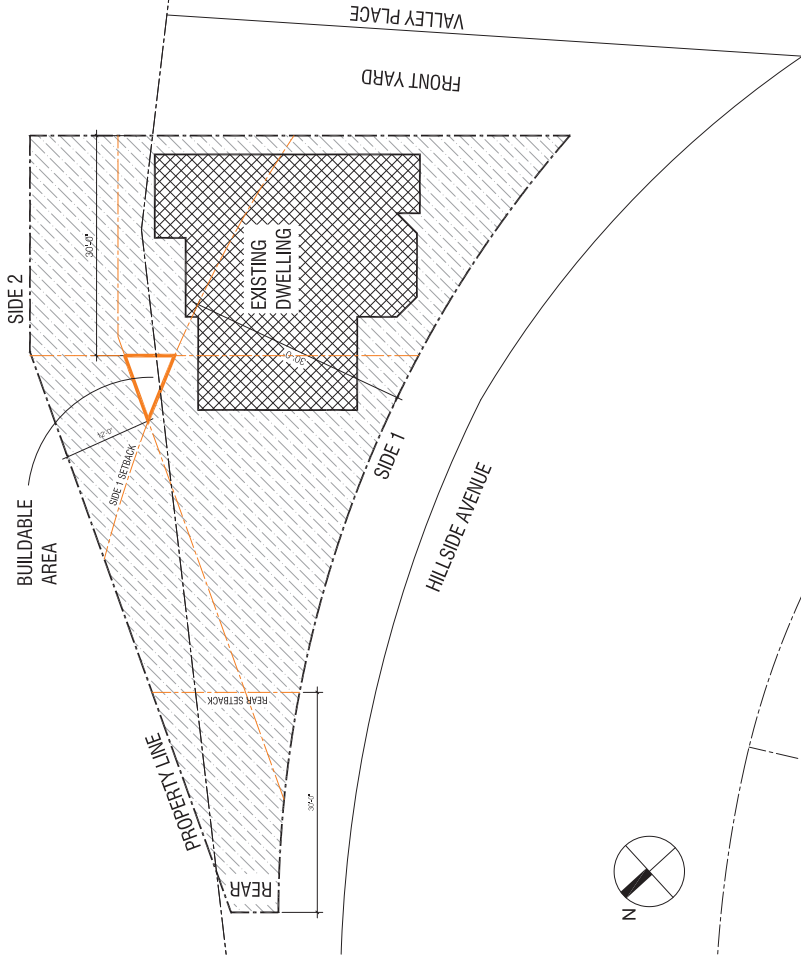 VALLEY PLACE
FRONT YARD
SIDE 2
30'-0"
EXISTING
DWELLING
30'-0"
12'-0"
SIDE 1 SETBACK
BUILDABLE
AREA
SIDE 1
HILLSIDE AVENUE
REAR SETBACK
PROPERTY LINE
30'-0"
REAR
N